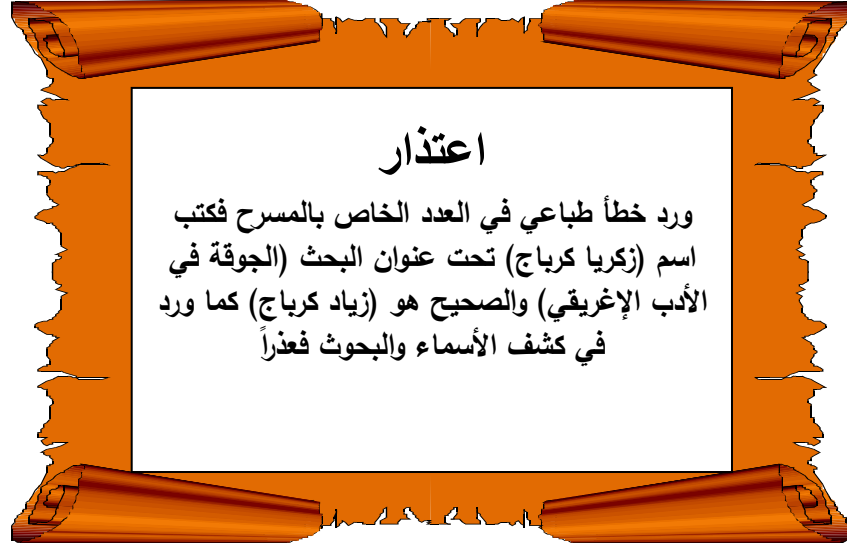 اعتذار
ورد خطأ طباعي في العدد الخاص بالمسرح فكتب
اسم (زكريا كرباج) تحت عنوان البحث (الجوقة في
الأدب الإغريقي) والصحيح هو (زياد كرباج) كما ورد
في كشف الأسماء والبحوث فعذراً